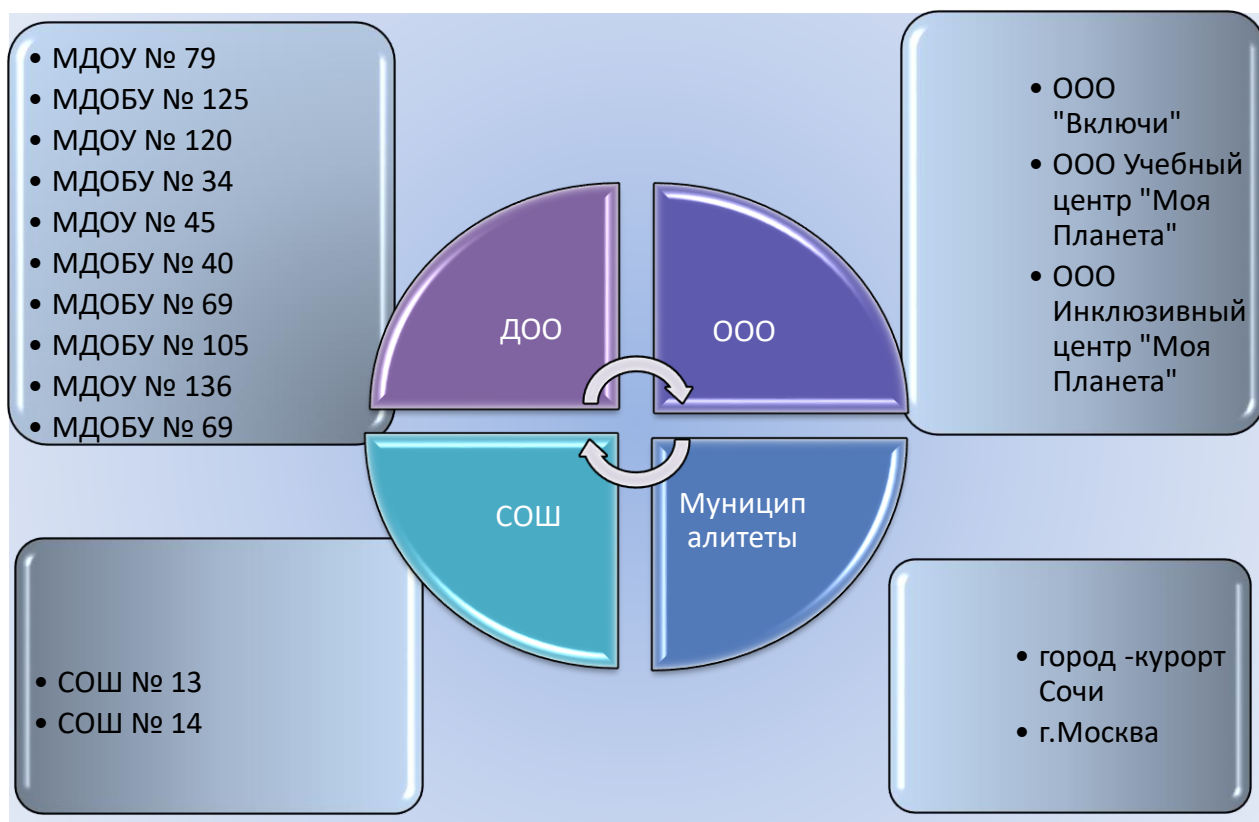 • МДОУ № 79
• МДОБУ № 125
• МДОУ № 120
• МДОБУ № 34
• МДОУ № 45
• МДОБУ № 40
• МДОБУ № 69
• МДОБУ № 105
• МДОУ № 136
• МДОБУ № 69
• ООО
"Включи"
• ООО Учебный
центр "Моя
Планета"
• ООО
Инклюзивный
центр "Моя
Планета"
ДОО
ООО
СОШ
Муницип
алитеты
• СОШ № 13
• СОШ № 14
• город -курорт
Сочи
• г.Москва